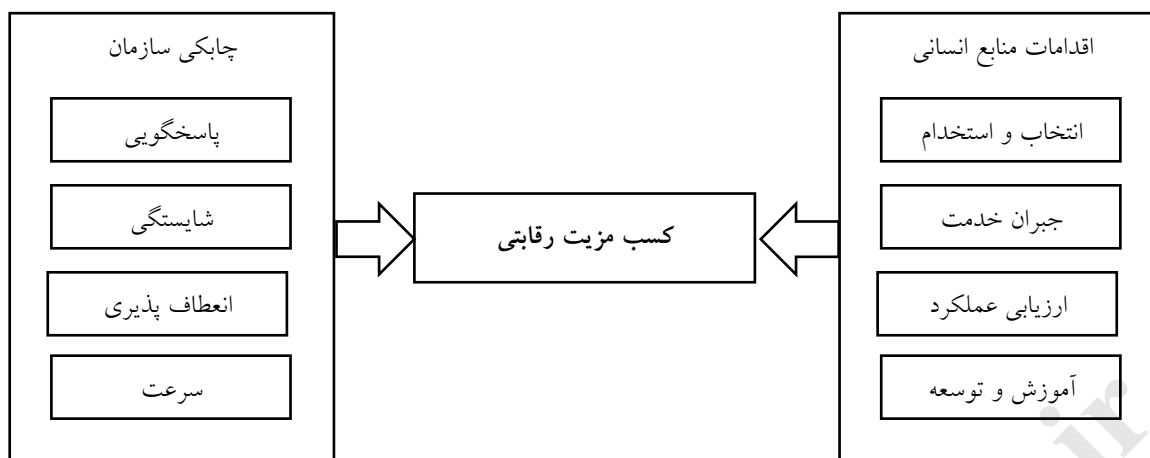 اقدامات منابع انسانی
انتخاب و استخدام
جبران خدمت
ارزیابی عملکرد
آموزش و توسعه
کسب مزیت رقابتی
چابکی سازمان
پاسخگویی
شایستگی
انعطاف پذیری
سرعت
ir